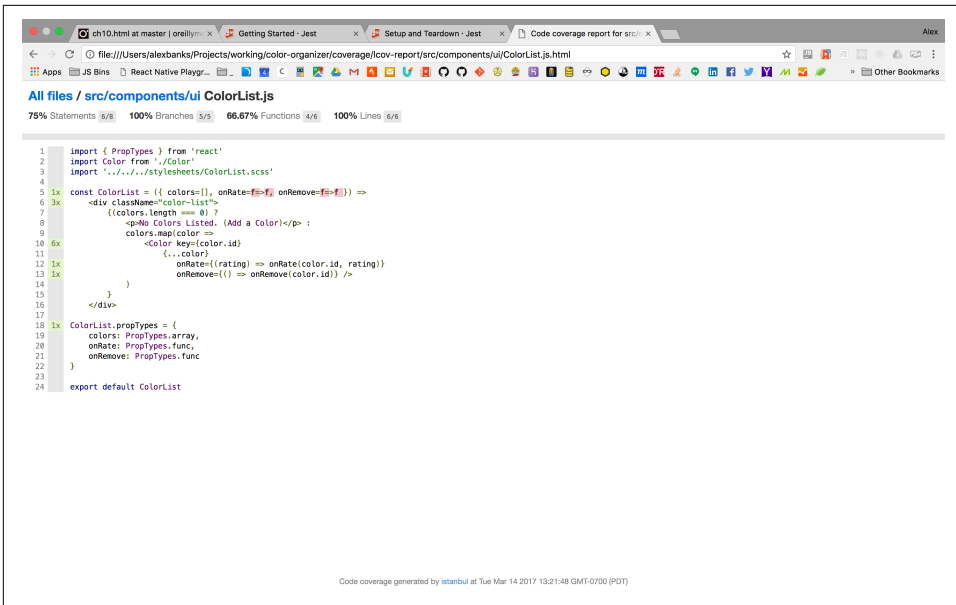 ch10.html at master | oreillym
Getting Started · Jest
Setup and Teardown · Jest
Code coverage report for src/c
Alex
file:///Users/alexbanks/Projects/working/color-organizer/coverage/lcov-report/src/components/ui/ColorList.js.html
Apps JS Bins React Native Playgr... Other Bookmarks
All files / src/components/ui ColorList.js
75% Statements 6/8 100% Branches 5/5 66.67% Functions 4/6 100% Lines 6/6
1 import { PropTypes } from 'react'
2 import Color from './Color'
3 import '../../../stylesheets/ColorList.scss'
4
5 1x const ColorList = ({ colors=[], onRate=f=>f, onRemove=f=>f }) =>
6 3x <div className="color-list">
7 {(colors.length === 0) ?
8 <p>No Colors Listed. (Add a Color)</p> :
9 colors.map(color =>
10 6x <Color key={color.id}
11 {...color}
12 1x onRate={(rating) => onRate(color.id, rating)}
13 1x onRemove={() => onRemove(color.id)} />
14 )
15 }
16 </div>
17
18 1x ColorList.propTypes = {
19 colors: PropTypes.array,
20 onRate: PropTypes.func,
21 onRemove: PropTypes.func
22 }
23
24 export default ColorList
Code coverage generated by istanbul at Tue Mar 14 2017 13:21:48 GMT-0700 (PDT)